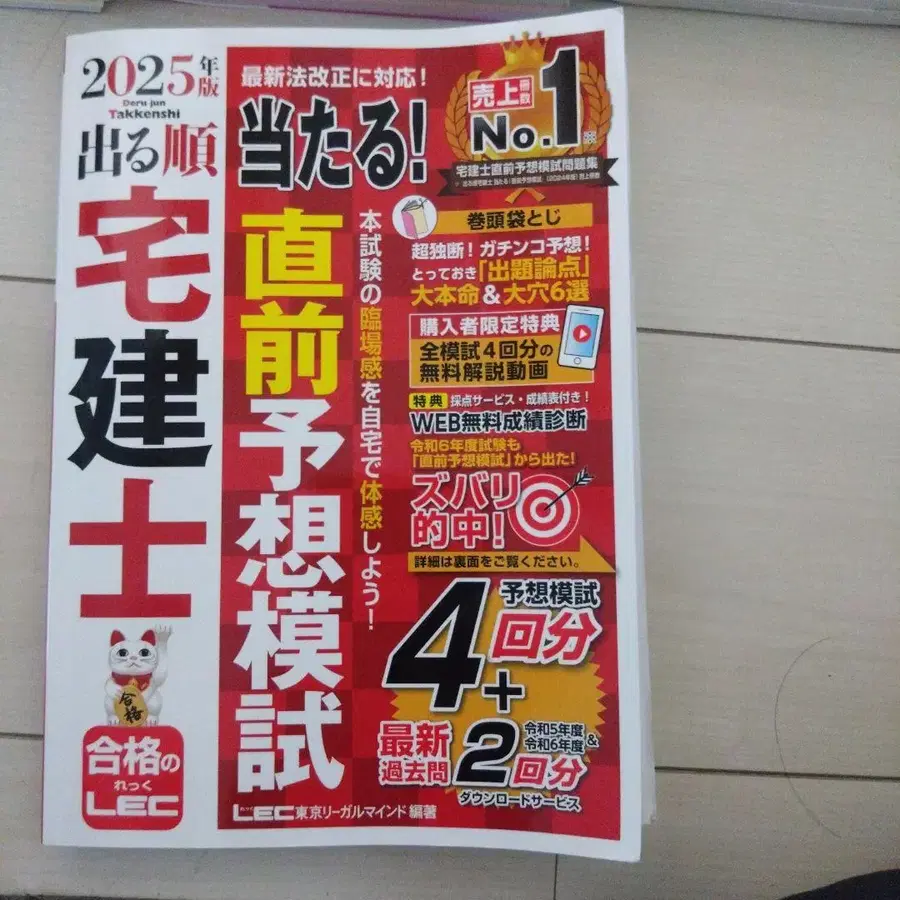 2025年版
Deru jun
Takkenshi
出る順
宅建士
合格
合格の
れっく
LEC
最新法改正に対応!
当たる!
直前予想模試
本試験の臨場感を自宅で体感しよう!
売上冊数
No.1※
宅建士直前予想模試問題集
巻頭袋とじ
超独断!ガチンコ予想!
とっておき「出題論点」
大本命&大穴6選
購入者限定特典
全模試4回分の
無料解説動画
特典 採点サービス・成績表付き!
WEB無料成績診断
令和6年度試験も
「直前予想模試」から出た!
ズバリ
的中!
詳細は裏面をご覧ください。
予想模試
4回分
+
最新
過去問
2回分
令和5年度&
令和6年度
ダウンロードサービス
れっく
LEC東京リーガルマインド 編著